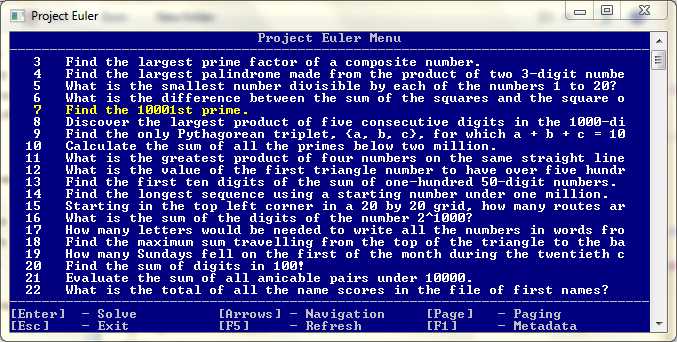 Project Euler
Project Euler Menu
3 Find the largest prime factor of a composite number.
4 Find the largest palindrome made from the product of two 3-digit numbe
5 What is the smallest number divisible by each of the numbers 1 to 20?
6 What is the difference between the sum of the squares and the square o
7 Find the 10001st prime.
8 Discover the largest product of five consecutive digits in the 1000-di
9 Find the only Pythagorean triplet, {a, b, c}, for which a + b + c = 10
10 Calculate the sum of all the primes below two million.
11 What is the greatest product of four numbers on the same straight line
12 What is the value of the first triangle number to have over five hundr
13 Find the first ten digits of the sum of one-hundred 50-digit numbers.
14 Find the longest sequence using a starting number under one million.
15 Starting in the top left corner in a 20 by 20 grid, how many routes ar
16 What is the sum of the digits of the number 2^1000?
17 How many letters would be needed to write all the numbers in words fro
18 Find the maximum sum travelling from the top of the triangle to the ba
19 How many Sundays fell on the first of the month during the twentieth c
20 Find the sum of digits in 100!
21 Evaluate the sum of all amicable pairs under 10000.
22 What is the total of all the name scores in the file of first names?
[Enter] - Solve [Arrows] - Navigation [Page] - Paging
[Esc] - Exit [F5] - Refresh [F1] - Metadata